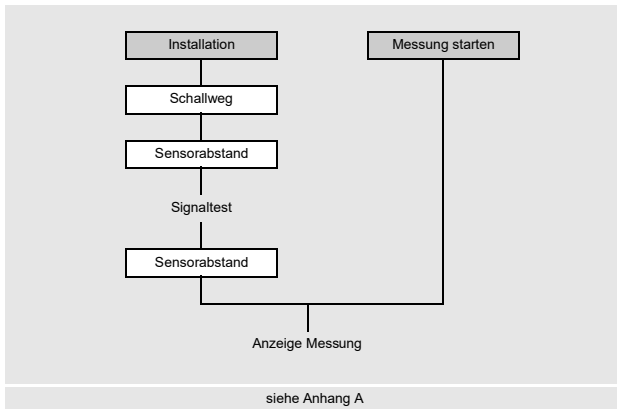 Installation
Messung starten
Schallweg
Sensorabstand
Signaltest
Sensorabstand
Anzeige Messung
siehe Anhang A